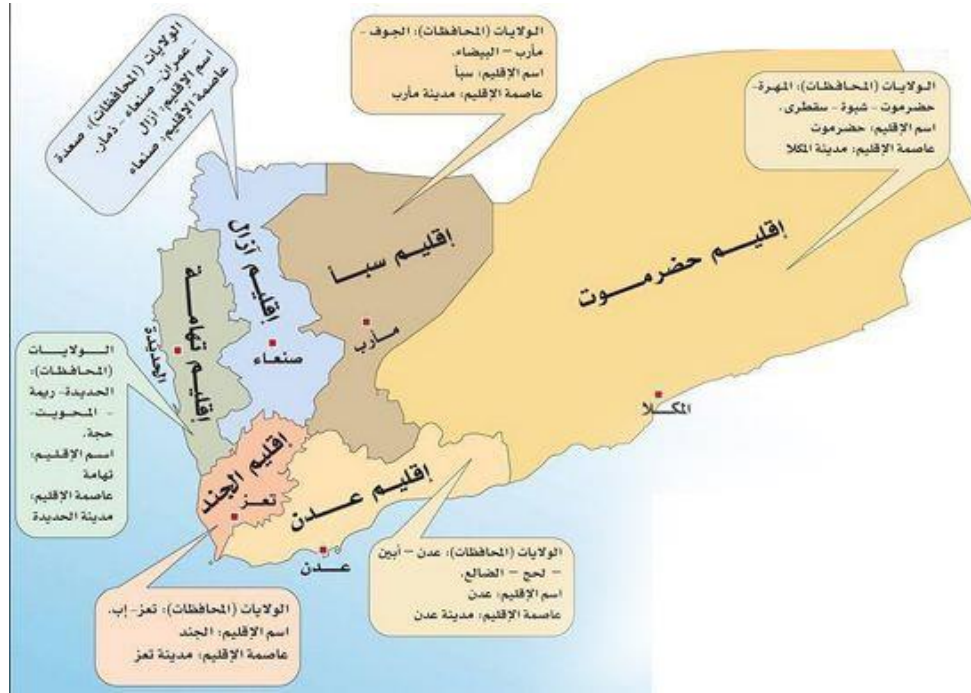 الولايات (المحافظات): صعدة
- عمران - صنعاء - ذمار.
اسم الإقليم: آزال
عاصمة الإقليم: صنعاء
الولايات (المحافظات): الجوف -
مأرب - البيضاء.
اسم الإقليم: سبأ
عاصمة الإقليم: مدينة مأرب
الولايات (المحافظات): المهرة-
حضرموت - شبوة - سقطرى.
اسم الإقليم: حضرموت
عاصمة الإقليم: مدينة المكلا
إقليم حضرموت
إقليم سبأ
إقليم آزال
إقليم تهامة
مأرب
صنعاء
الحديدة
المكلا
الولايات
(المحافظات):
الحديدة- ريمة
- المحويت-
حجة.
اسم الإقليم:
تهامة
عاصمة الإقليم:
مدينة الحديدة
إقليم الجند
تعز
إقليم عدن
عدن
الولايات (المحافظات): عدن - أبين
- لحج - الضالع.
اسم الإقليم: عدن
عاصمة الإقليم: مدينة عدن
الولايات (المحافظات): تعز- إب.
اسم الإقليم: الجند
عاصمة الإقليم: مدينة تعز